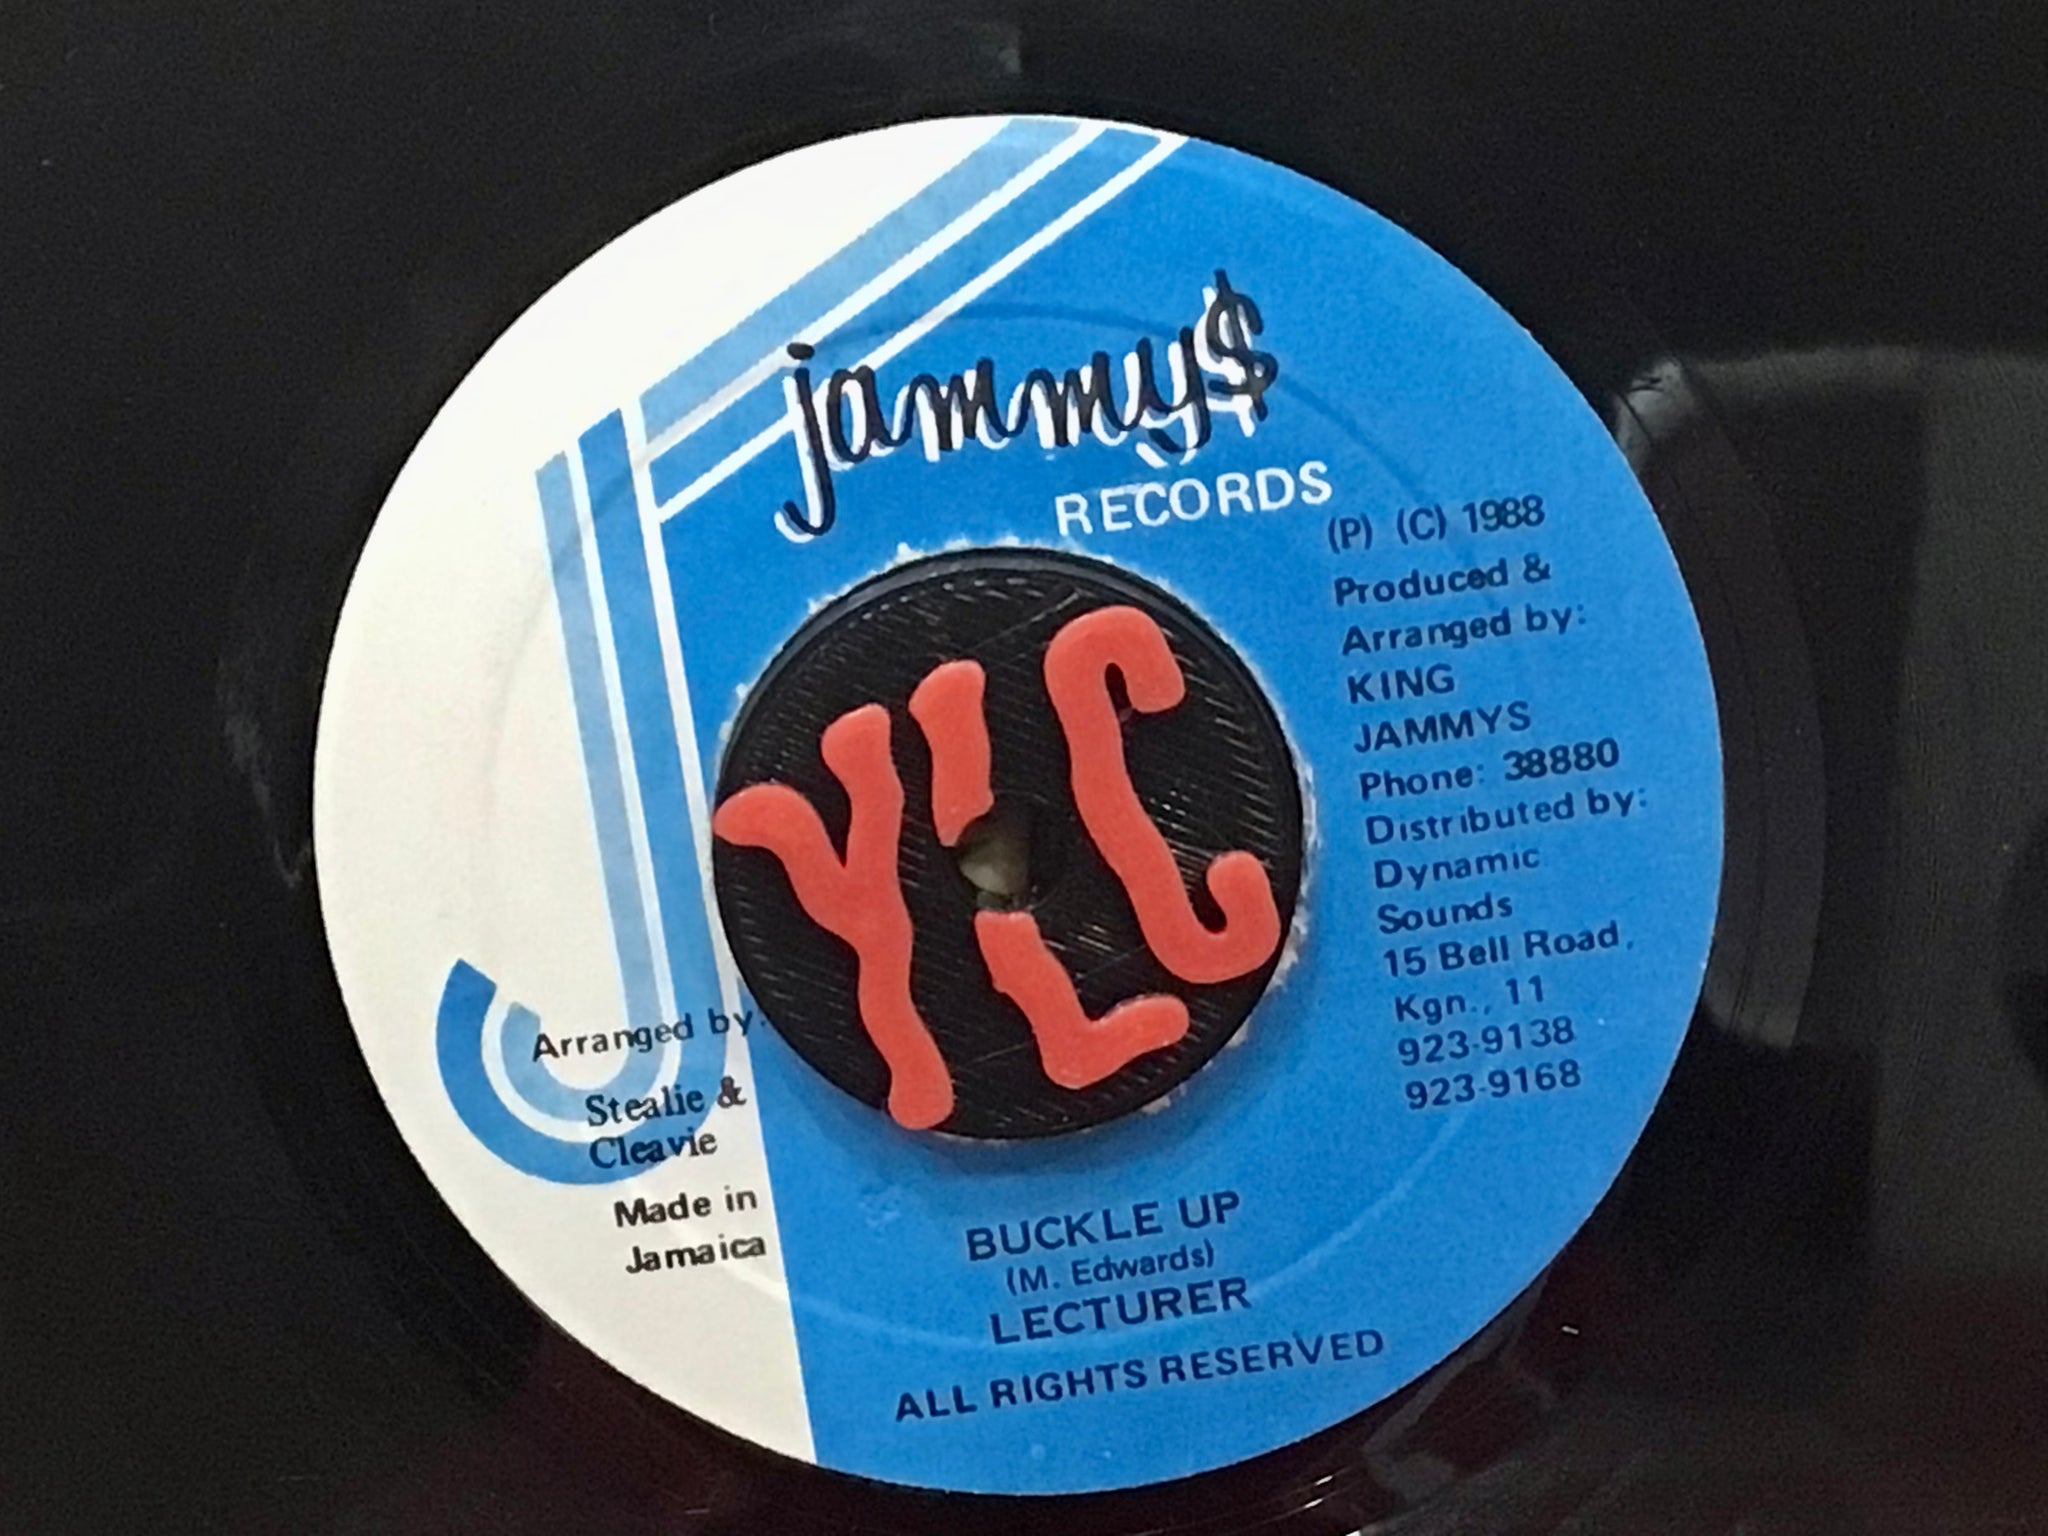 jammy$
RECORDS
(P) (C) 1988
Produced &
Arranged by:
KING
JAMMYS
Phone: 38880
Distributed by:
Dynamic
Sounds
15 Bell Road,
Kgn., 11
923-9138
923-9168
YLC
Arranged by:
Stealie &
Cleavie
Made in
Jamaica
BUCKLE UP
(M. Edwards)
LECTURER
ALL RIGHTS RESERVED